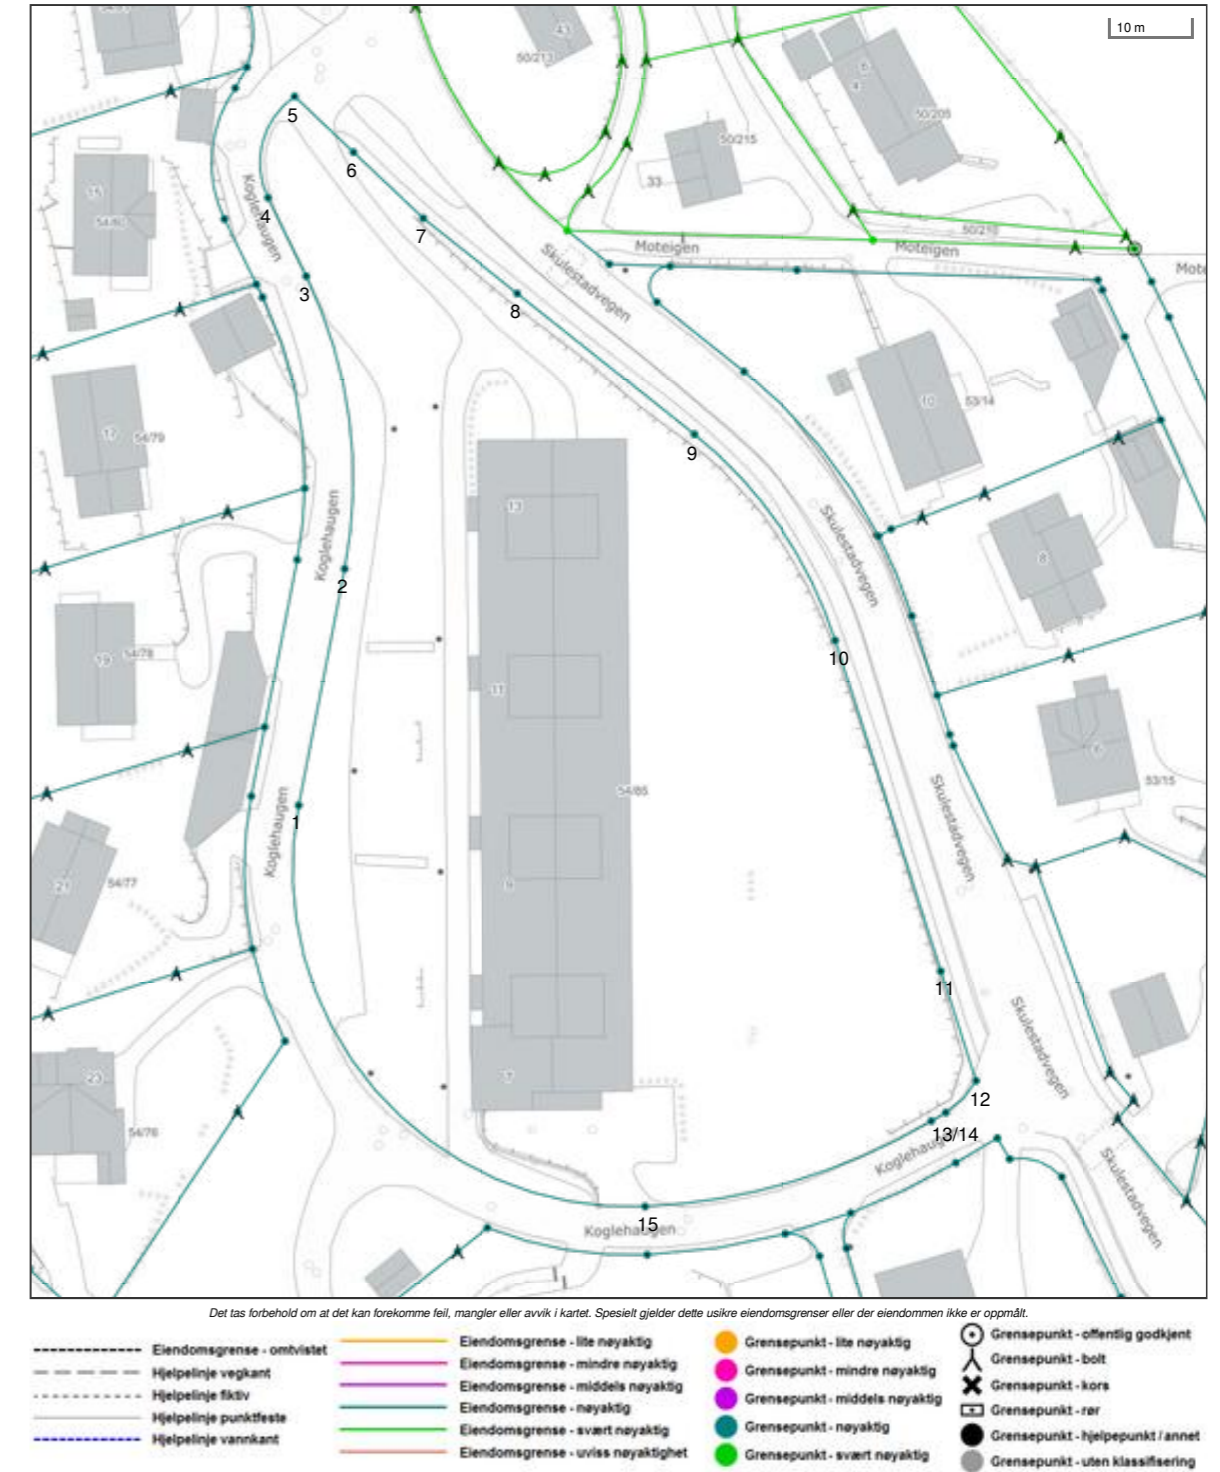 10 m
43
50/213
5
6
4
50/205
50/215
33
6
15
54/80
Koglehaugen
4
7
Moteigen
50/210
Moteigen
Mote
3
8
Skulestadvegen
17
54/79
9
10
53/14
13
Koglehaugen
2
Skulestadvegen
8
19
54/78
10
11
6
53/15
54/85
Koglehaugen
1
Skulestadvegen
21
54/77
9
11
Skulestadvegen
23
7
12
54/76
13/14
Koglehaugen
Skulestadvegen
15
Koglehaugen
Det tas forbehold om at det kan forekomme feil, mangler eller avvik i kartet. Spesielt gjelder dette usikre eiendomsgrenser eller der eiendommen ikke er oppmålt.
Eiendomsgrense - omtvistet
Hjelpelinje vegkant
Hjelpelinje fiktiv
Hjelpelinje punktfeste
Hjelpelinje vannkant
Eiendomsgrense - lite nøyaktig
Eiendomsgrense - mindre nøyaktig
Eiendomsgrense - middels nøyaktig
Eiendomsgrense - nøyaktig
Eiendomsgrense - svært nøyaktig
Eiendomsgrense - uviss nøyaktighet
Grensepunkt - lite nøyaktig
Grensepunkt - mindre nøyaktig
Grensepunkt - middels nøyaktig
Grensepunkt - nøyaktig
Grensepunkt - svært nøyaktig
Grensepunkt - offentlig godkjent
Grensepunkt - bolt
Grensepunkt - kors
Grensepunkt - rør
Grensepunkt - hjelpepunkt / annet
Grensepunkt - uten klassifisering